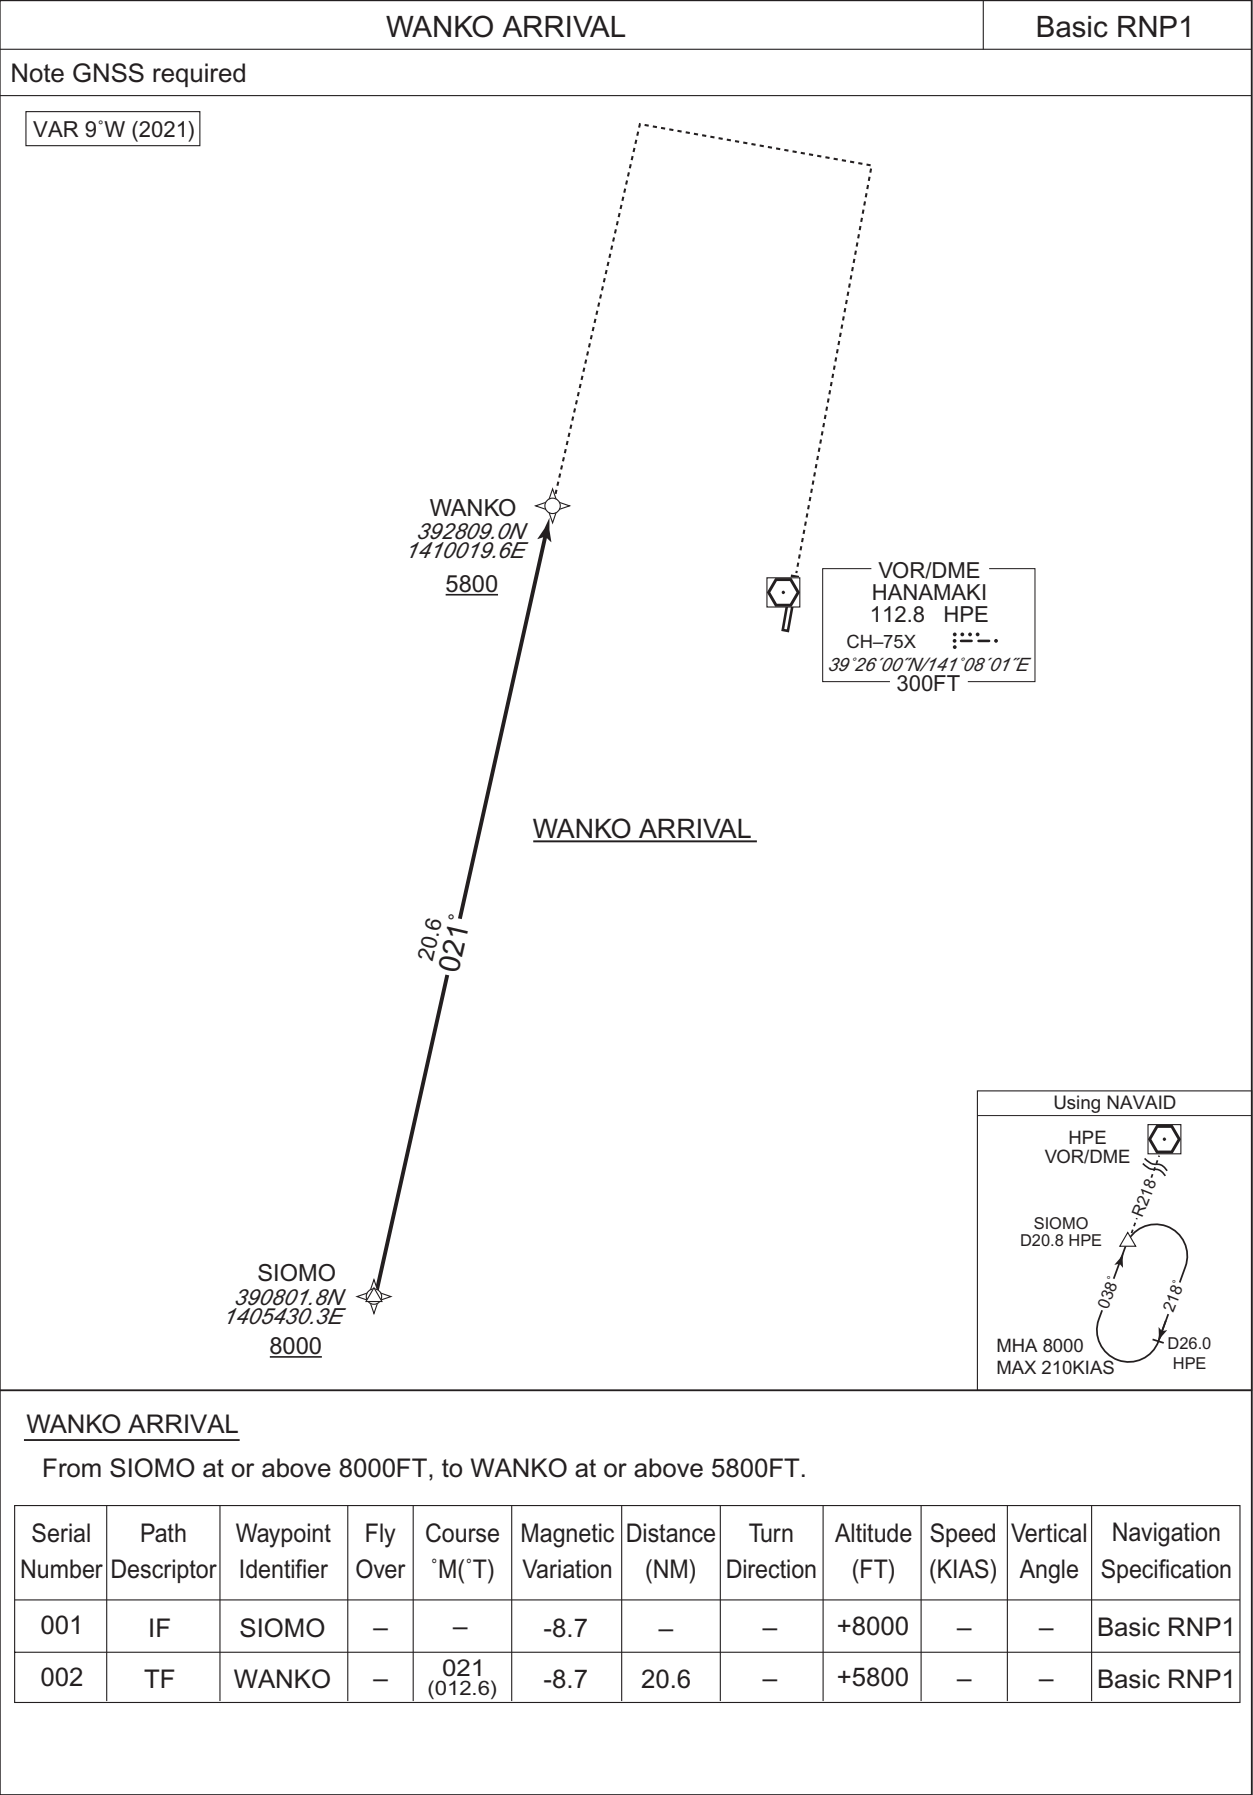 WANKO ARRIVAL
Basic RNP1
Note GNSS required
VAR 9˚W (2021)
WANKO
392809.0N
1410019.6E
5800
VOR/DME
HANAMAKI
112.8 HPE
CH–75X
39˚26´00˝N/141˚08´01˝E
300FT
WANKO ARRIVAL
20.6
021˚
SIOMO
390801.8N
1405430.3E
8000
Using NAVAID
HPE
VOR/DME
R218
SIOMO
D20.8 HPE
038˚
218˚
D26.0
HPE
MHA 8000
MAX 210KIAS
WANKO ARRIVAL
From SIOMO at or above 8000FT, to WANKO at or above 5800FT.
Serial Path Waypoint Fly Course Magnetic Distance Turn Altitude Speed Vertical Navigation
Number Descriptor Identifier Over ˚M(˚T) Variation (NM) Direction (FT) (KIAS) Angle Specification
001 IF SIOMO – – -8.7 – – +8000 – – Basic RNP1
002 TF WANKO – 021 (012.6) -8.7 20.6 – +5800 – – Basic RNP1